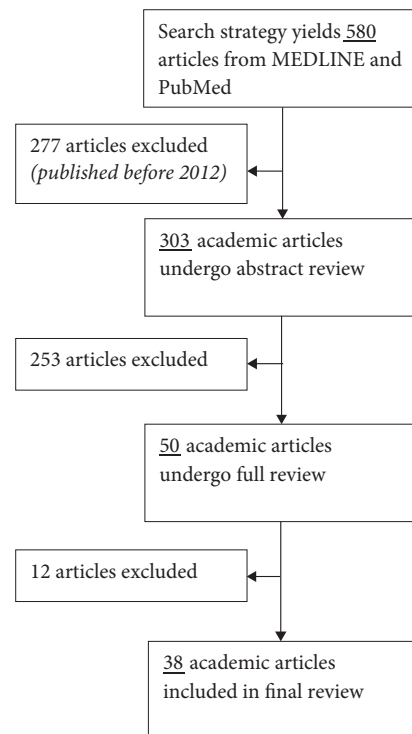 Search strategy yields 580
articles from MEDLINE and
PubMed
277 articles excluded
(published before 2012)
303 academic articles
undergo abstract review
253 articles excluded
50 academic articles
undergo full review
12 articles excluded
38 academic articles
included in final review